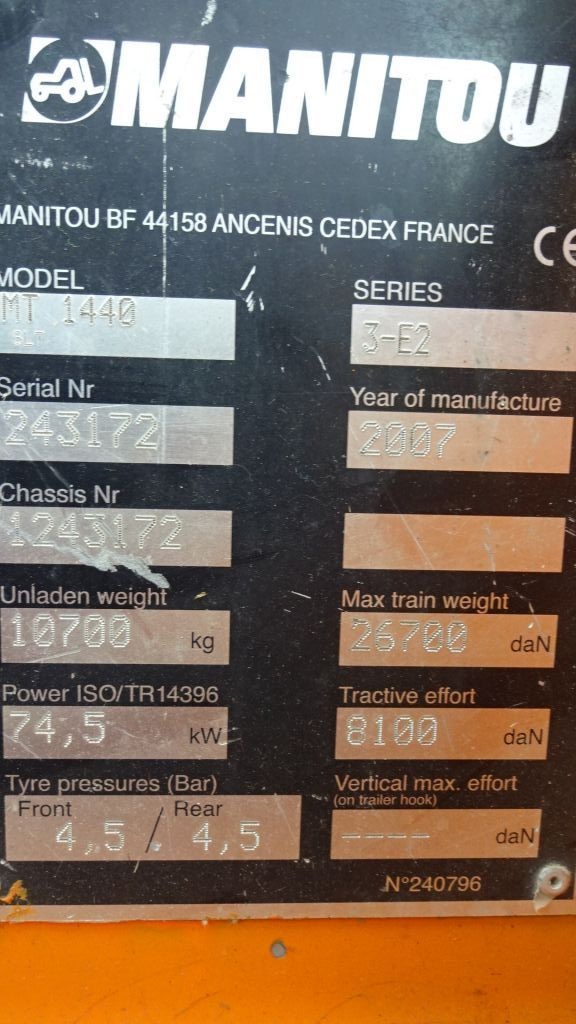 MANITOU
MANITOU BF 44158 ANCENIS CEDEX FRANCE CE
MODEL
MT 1440
SLT
SERIES
3-E2
Serial Nr
243172
Year of manufacture
2007
Chassis Nr
1243172
Unladen weight
10700 kg
Max train weight
26700 daN
Power ISO/TR14396
74,5 kW
Tractive effort
8100 daN
Tyre pressures (Bar)
Front Rear
4,5 / 4,5
Vertical max. effort
(on trailer hook)
---- daN
N°240796